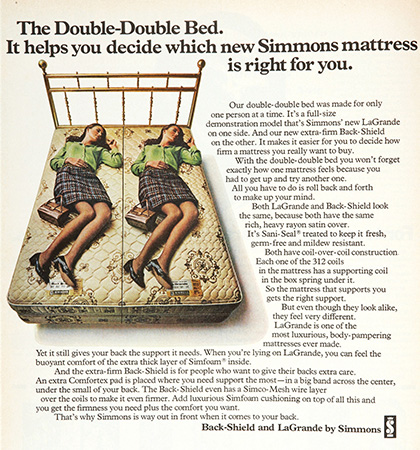 The Double-Double Bed.
It helps you decide which new Simmons mattress
is right for you.
Our double-double bed was made for only
one person at a time. It's a full-size
demonstration model that's Simmons' new LaGrande
on one side. And our new extra-firm Back-Shield
on the other. It makes it easier for you to decide how
firm a mattress you really want to buy.
With the double-double bed you won't forget
exactly how one mattress feels because you
had to get up and try another one.
All you have to do is roll back and forth
to make up your mind.
Both LaGrande and Back-Shield look
the same, because both have the same
rich, heavy rayon satin cover.
It's Sani-Seal® treated to keep it fresh,
germ-free and mildew resistant.
Both have coil-over-coil construction
Each one of the 312 coils
in the mattress has a supporting coil
in the box spring under it.
So the mattress that supports you
gets the right support.
But even though they look alike,
they feel very different.
LaGrande is one of the
most luxurious, body-pampering
mattresses ever made.
Yet it still gives your back the support it needs. When you're lying on LaGrande, you can feel the
buoyant comfort of the extra thick layer of Simfoam® inside.
And the extra-firm Back-Shield is for people who want to give their backs extra care.
An extra Comfortex pad is placed where you need support the most—in a big band across the center,
under the small of your back. The Back-Shield even has a Simco-Mesh wire layer
over the coils to make it even firmer. Add luxurious Simfoam cushioning on top of all this and
you get the firmness you need plus the comfort you want.
That's why Simmons is way out in front when it comes to your back.
Back-Shield and LaGrande by Simmons